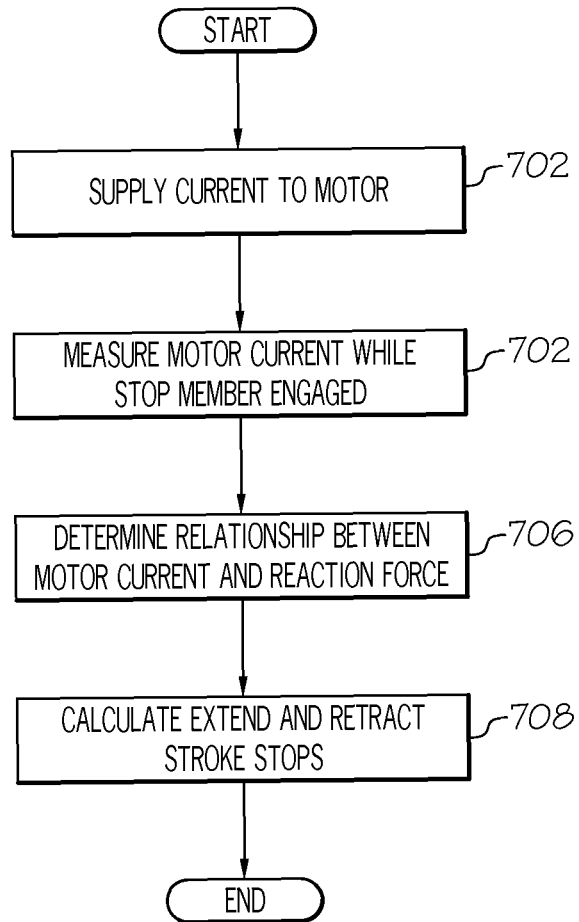 START
SUPPLY CURRENT TO MOTOR
702
MEASURE MOTOR CURRENT WHILE
STOP MEMBER ENGAGED
702
DETERMINE RELATIONSHIP BETWEEN
MOTOR CURRENT AND REACTION FORCE
706
CALCULATE EXTEND AND RETRACT
STROKE STOPS
708
END